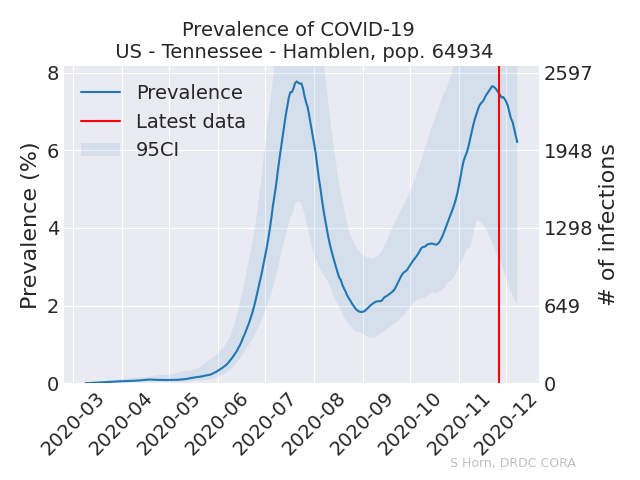 Prevalence of COVID-19
US - Tennessee - Hamblen, pop. 64934
Prevalence (%)
8
6
4
2
0
Prevalence
Latest data
95CI
2597
1948
1298
649
0
# of infections
2020-03
2020-04
2020-05
2020-06
2020-07
2020-08
2020-09
2020-10
2020-11
2020-12
S Horn, DRDC CORA